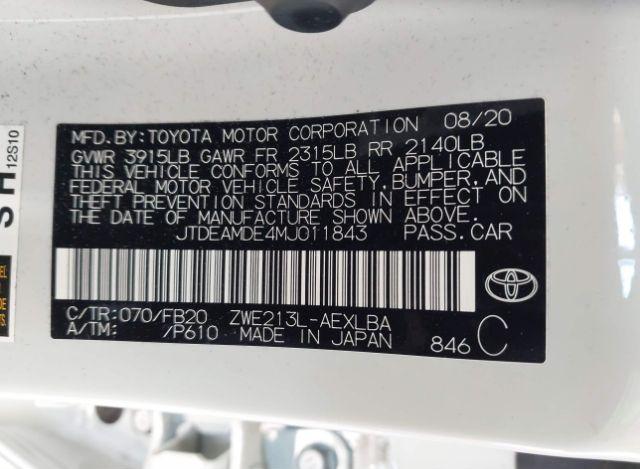 MFD.BY:TOYOTA MOTOR CORPORATION 08/20
GVWR 3915LB GAWR FR 2315LB RR 2140LB
THIS VEHICLE CONFORMS TO ALL APPLICABLE
FEDERAL MOTOR VEHICLE SAFETY,BUMPER,AND
THEFT PREVENTION STANDARDS IN EFFECT ON
THE DATE OF MANUFACTURE SHOWN ABOVE.
JTDEAMDE4MJ011843 PASS.CAR
C/TR:070/FB20 ZWE213L-AEXLBA
A/TM: /P610 MADE IN JAPAN 846 C
SH
12S10